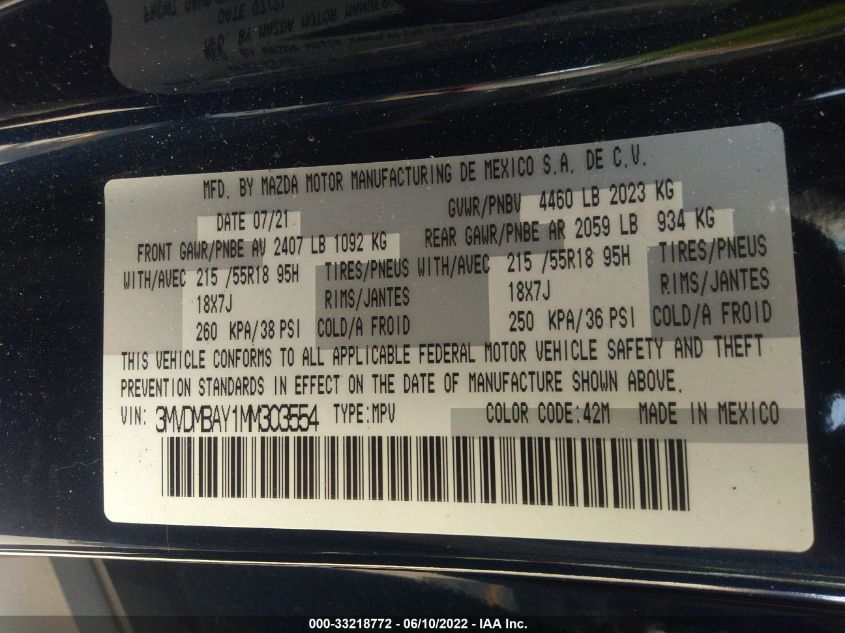 MFD. BY MAZDA MOTOR MANUFACTURING DE MEXICO S.A. DE C.V.
DATE 07/21 GVWR/PNBV 4460 LB 2023 KG
FRONT GAWR/PNBE AV 2407 LB 1092 KG REAR GAWR/PNBE AR 2059 LB 934 KG
WITH/AVEC 215 /55R18 95H TIRES/PNEUS WITH/AVEC 215 /55R18 95H TIRES/PNEUS
18X7J RIMS/JANTES 18X7J RIMS/JANTES
260 KPA/38 PSI COLD/A FROID 250 KPA/36 PSI COLD/A FROID
THIS VEHICLE CONFORMS TO ALL APPLICABLE FEDERAL MOTOR VEHICLE SAFETY AND THEFT
PREVENTION STANDARDS IN EFFECT ON THE DATE OF MANUFACTURE SHOWN ABOVE.
VIN: 3MVDMBAY1MM303554 TYPE:MPV COLOR CODE:42M MADE IN MEXICO
000-33218772 - 06/10/2022 - IAA Inc.